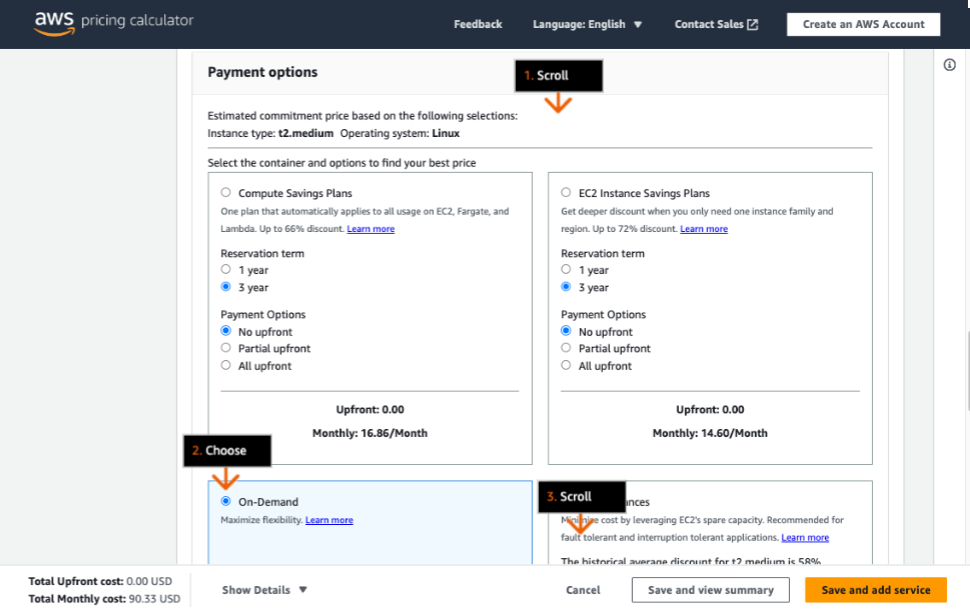 aws pricing calculator
Feedback
Language: English
Contact Sales
Create an AWS Account
Payment options
1. Scroll
Estimated commitment price based on the following selections:
Instance type: t2.medium Operating system: Linux
Select the container and options to find your best price
Compute Savings Plans
One plan that automatically applies to all usage on EC2, Fargate, and
Lambda. Up to 66% discount. Learn more
Reservation term
1 year
3 year
Payment Options
No upfront
Partial upfront
All upfront
Upfront: 0.00
Monthly: 16.86/Month
EC2 Instance Savings Plans
Get deeper discount when you only need one instance family and
region. Up to 72% discount. Learn more
Reservation term
1 year
3 year
Payment Options
No upfront
Partial upfront
All upfront
Upfront: 0.00
Monthly: 14.60/Month
2. Choose
On-Demand
Maximize flexibility. Learn more
3. Scroll
Minimize cost by leveraging EC2's spare capacity. Recommended for
fault tolerant and interruption tolerant applications. Learn more
The historical average discount for t2 medium is 58%
Total Upfront cost: 0.00 USD
Total Monthly cost: 90.33 USD
Show Details
Cancel
Save and view summary
Save and add service